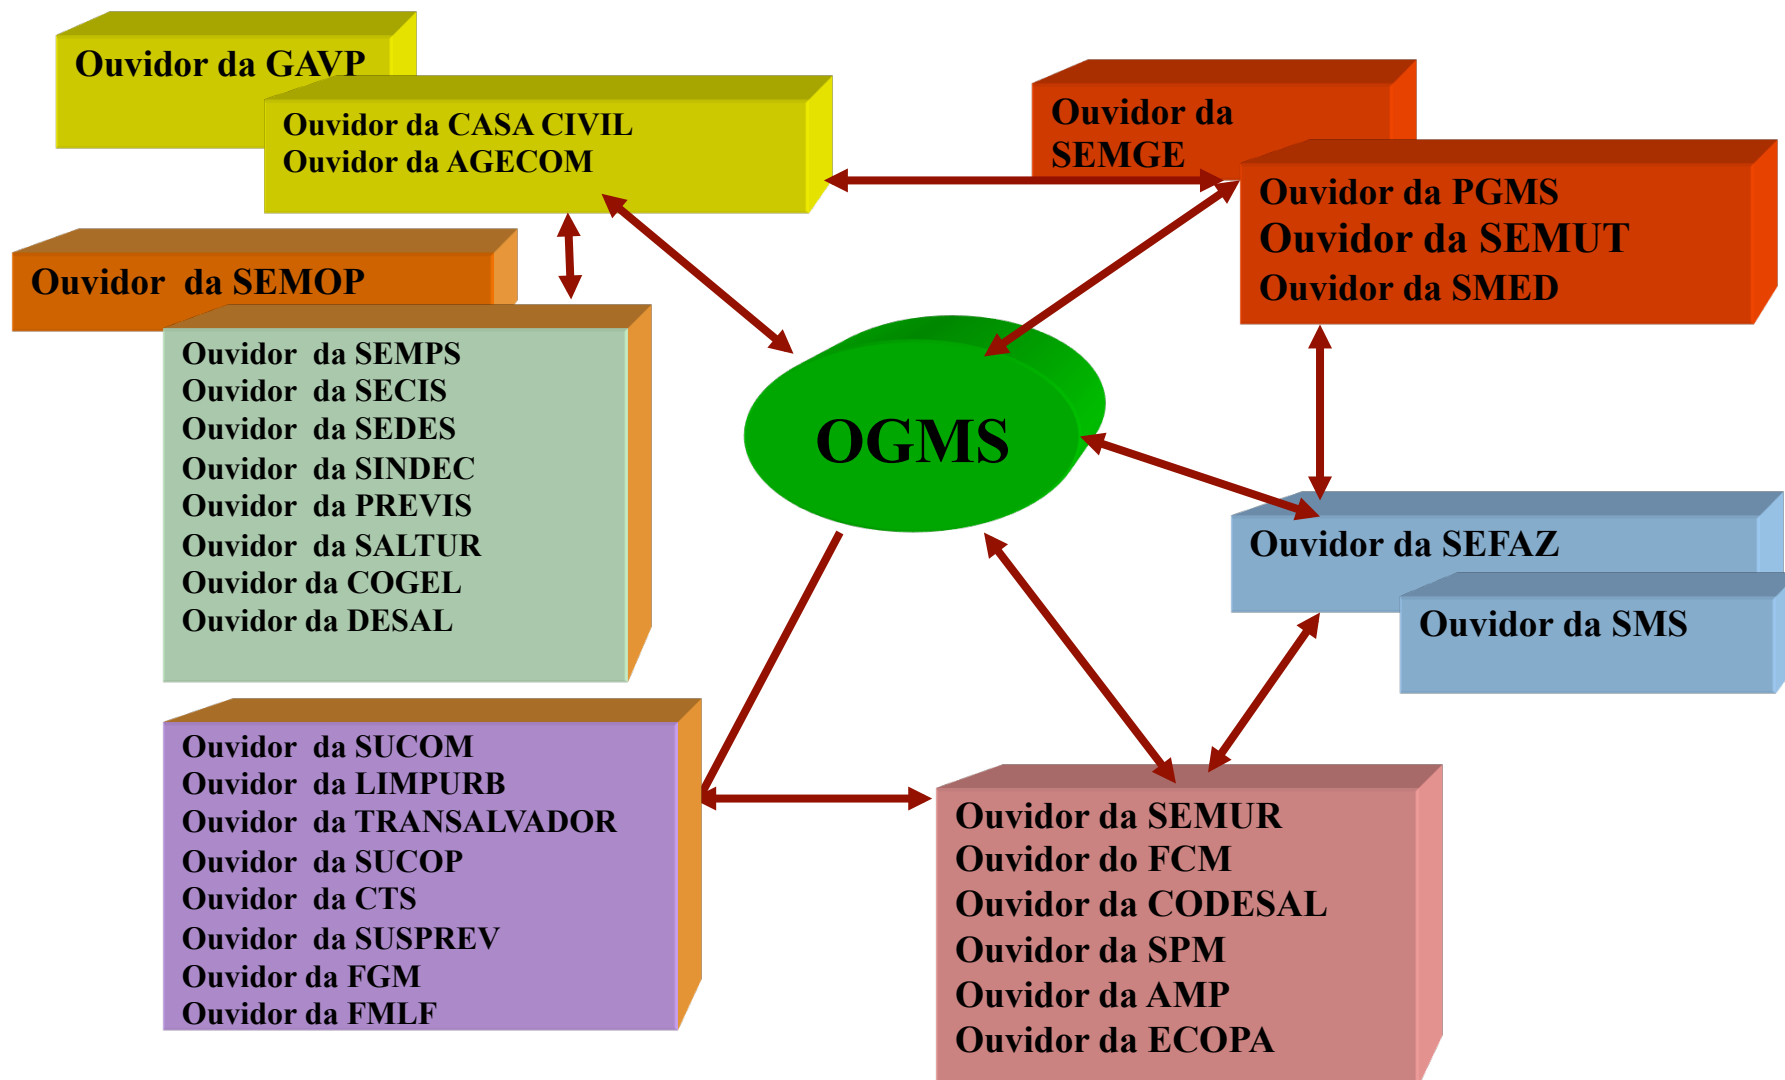 Ouvidor da GAVP
Ouvidor da CASA CIVIL
Ouvidor da AGECOM
Ouvidor da
SEMGE
Ouvidor da PGMS
Ouvidor da SEMUT
Ouvidor da SMED
Ouvidor da SEMOP
Ouvidor da SEMPS
Ouvidor da SECIS
Ouvidor da SEDES
Ouvidor da SINDEC
Ouvidor da PREVIS
Ouvidor da SALTUR
Ouvidor da COGEL
Ouvidor da DESAL
OGMS
Ouvidor da SEFAZ
Ouvidor da SMS
Ouvidor da SUCOM
Ouvidor da LIMPURB
Ouvidor da TRANSALVADOR
Ouvidor da SUCOP
Ouvidor da CTS
Ouvidor da SUSPREV
Ouvidor da FGM
Ouvidor da FMLF
Ouvidor da SEMUR
Ouvidor do FCM
Ouvidor da CODESAL
Ouvidor da SPM
Ouvidor da AMP
Ouvidor da ECOPA